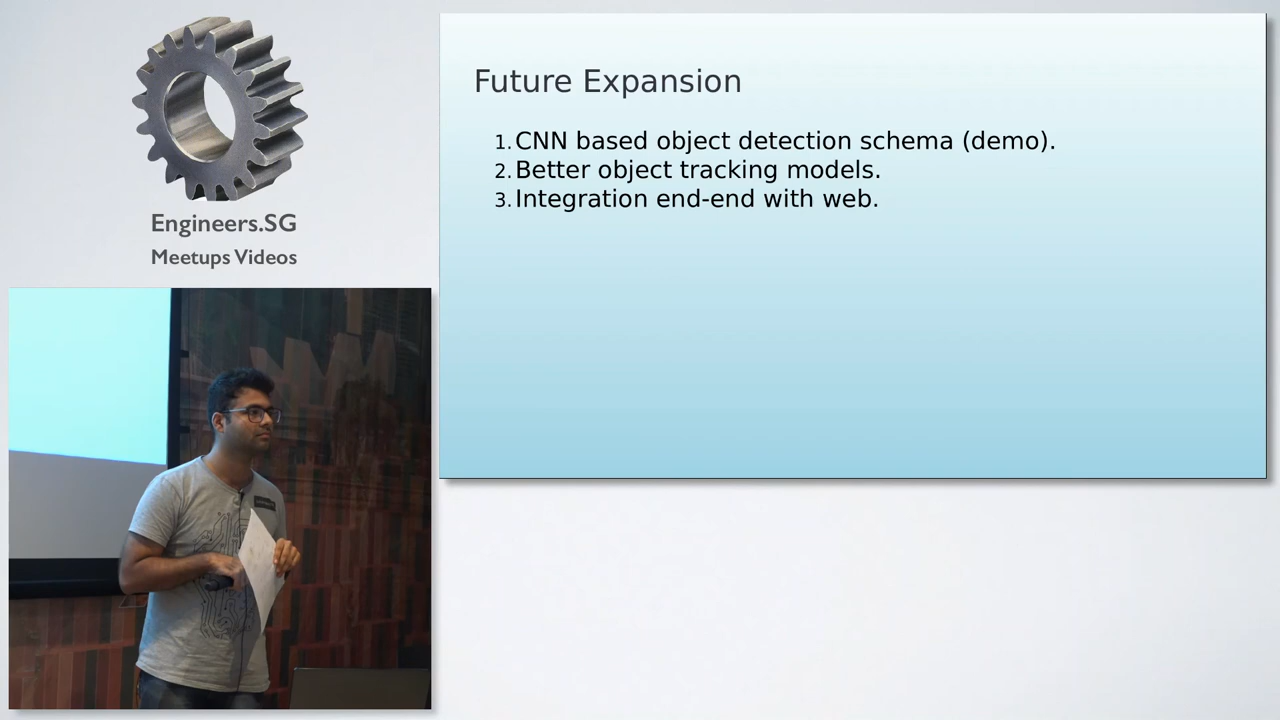 Engineers.SG
Meetups Videos
Future Expansion
1. CNN based object detection schema (demo).
2. Better object tracking models.
3. Integration end-end with web.